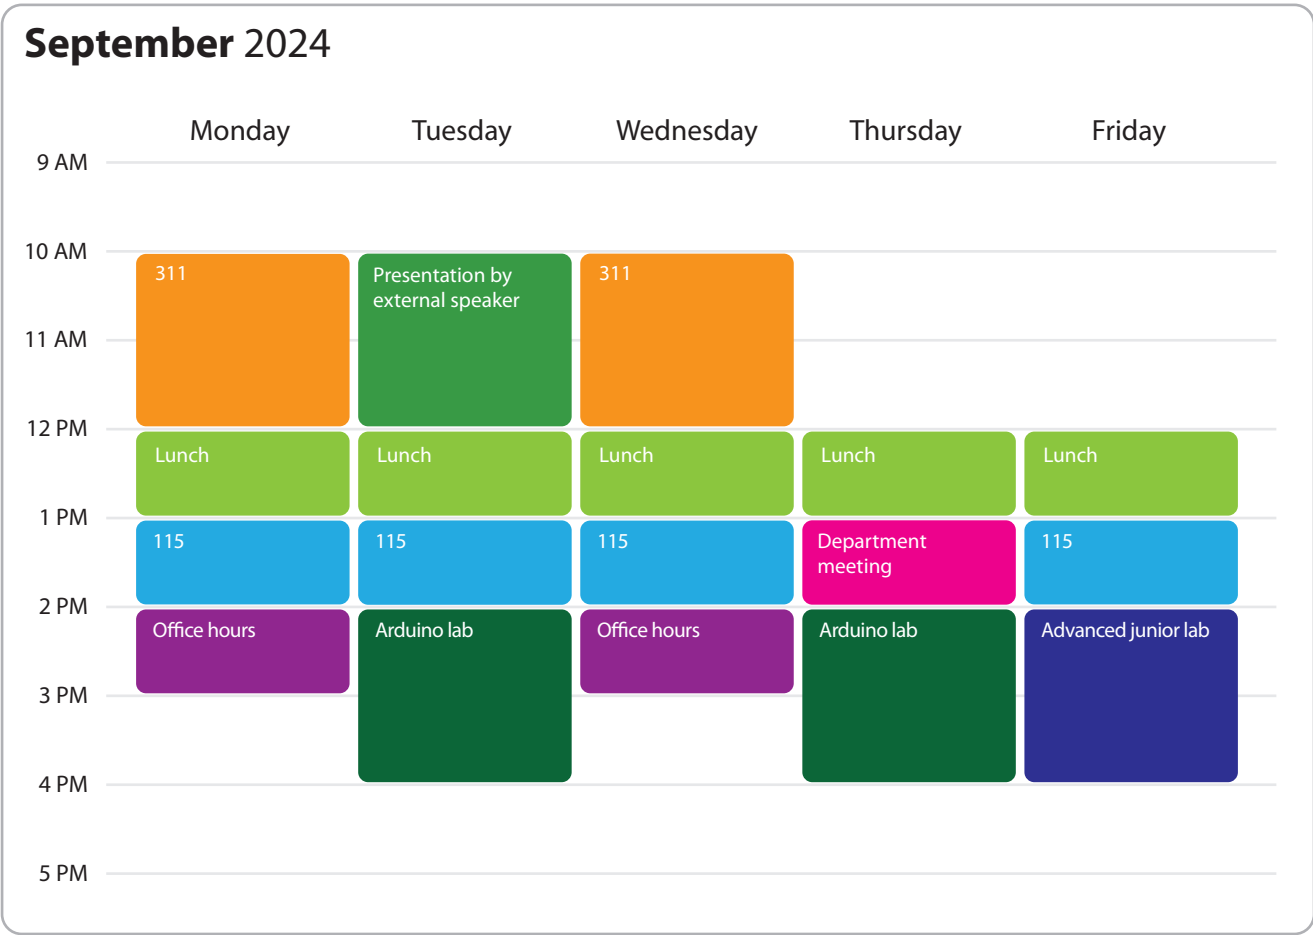 September 2024
Monday Tuesday Wednesday Thursday Friday
9 AM
10 AM
311
Presentation by
external speaker
311
11 AM
12 PM
Lunch
Lunch
Lunch
Lunch
Lunch
1 PM
115
115
115
Department
meeting
115
2 PM
Office hours
Arduino lab
Office hours
Arduino lab
Advanced junior lab
3 PM
4 PM
5 PM